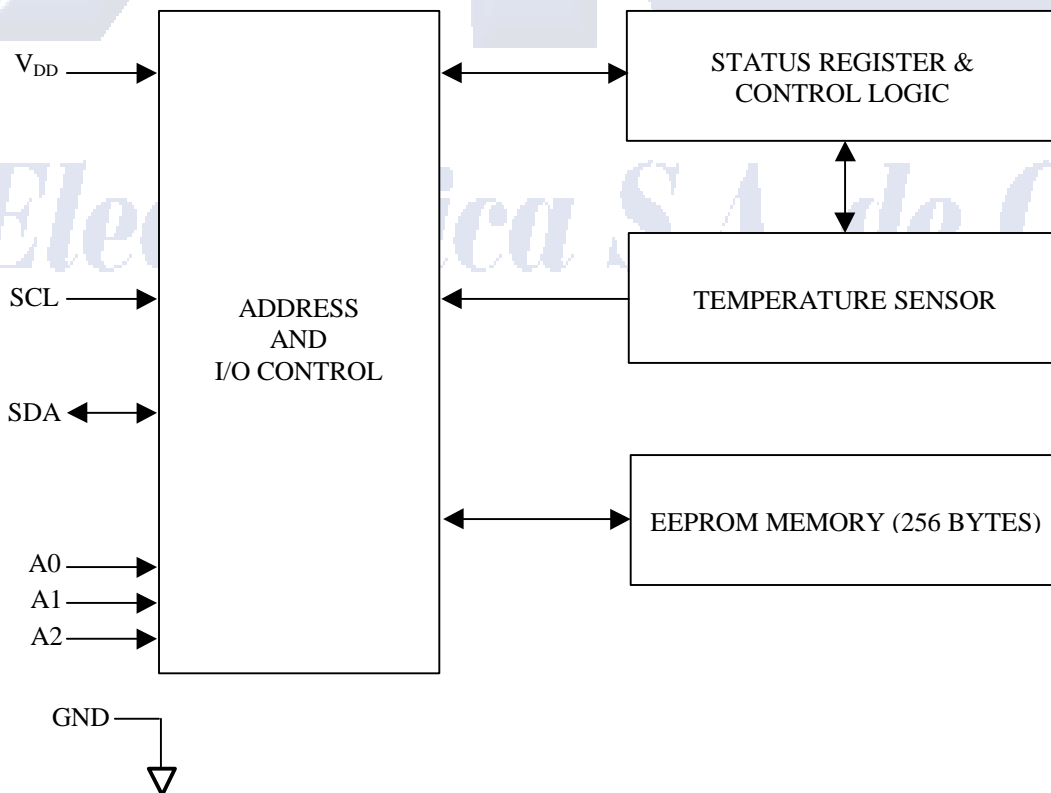 V_DD
STATUS REGISTER &
CONTROL LOGIC
SCL
ADDRESS
AND
I/O CONTROL
TEMPERATURE SENSOR
SDA
EEPROM MEMORY (256 BYTES)
A0
A1
A2
GND